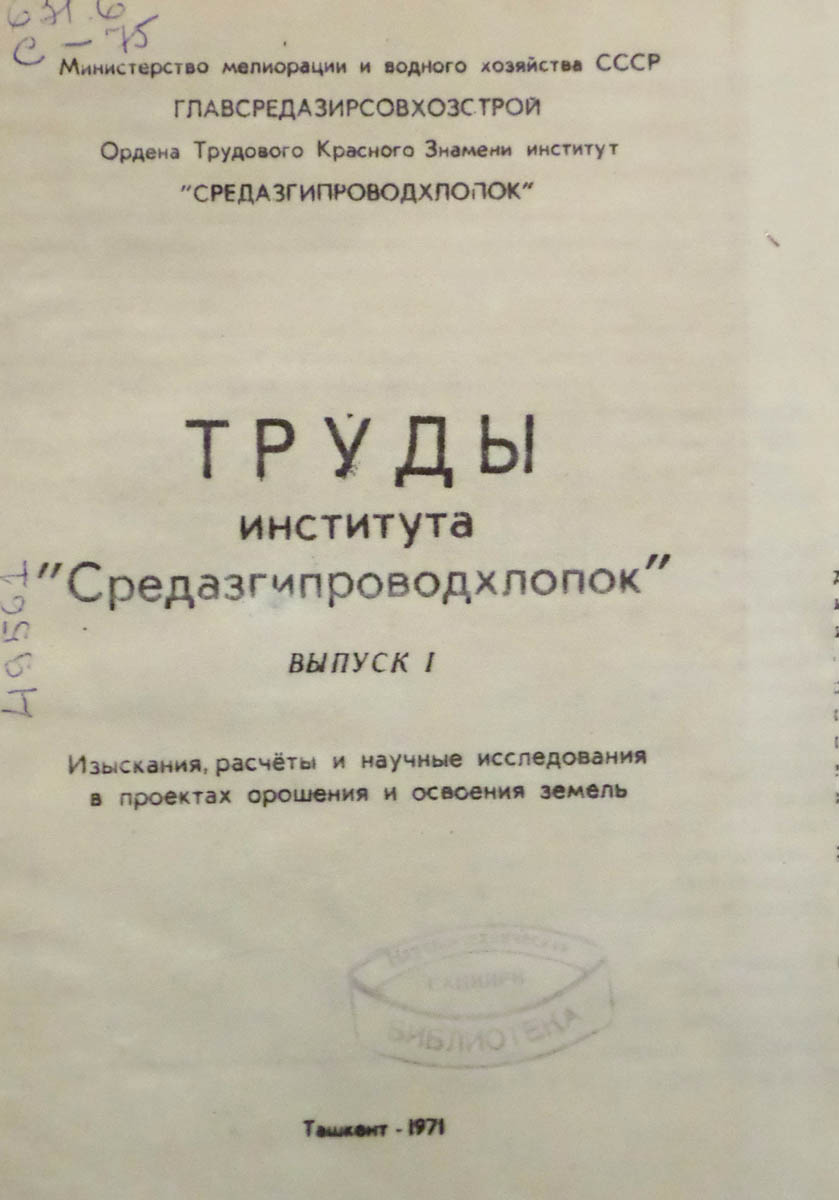 631.6
С-75
Министерство мелиорации и водного хозяйства СССР
ГЛАВСРЕДАЗИРСОВХОЗСТРОЙ
Ордена Трудового Красного Знамени институт
"СРЕДАЗГИПРОВОДХЛОПОК"
ТРУДЫ
института
"Средазгипроводхлопок"
ВЫПУСК I
Изыскания, расчёты и научные исследования
в проектах орошения и освоения земель
49561
БИБЛИОТЕКА
Ташкент - 1971